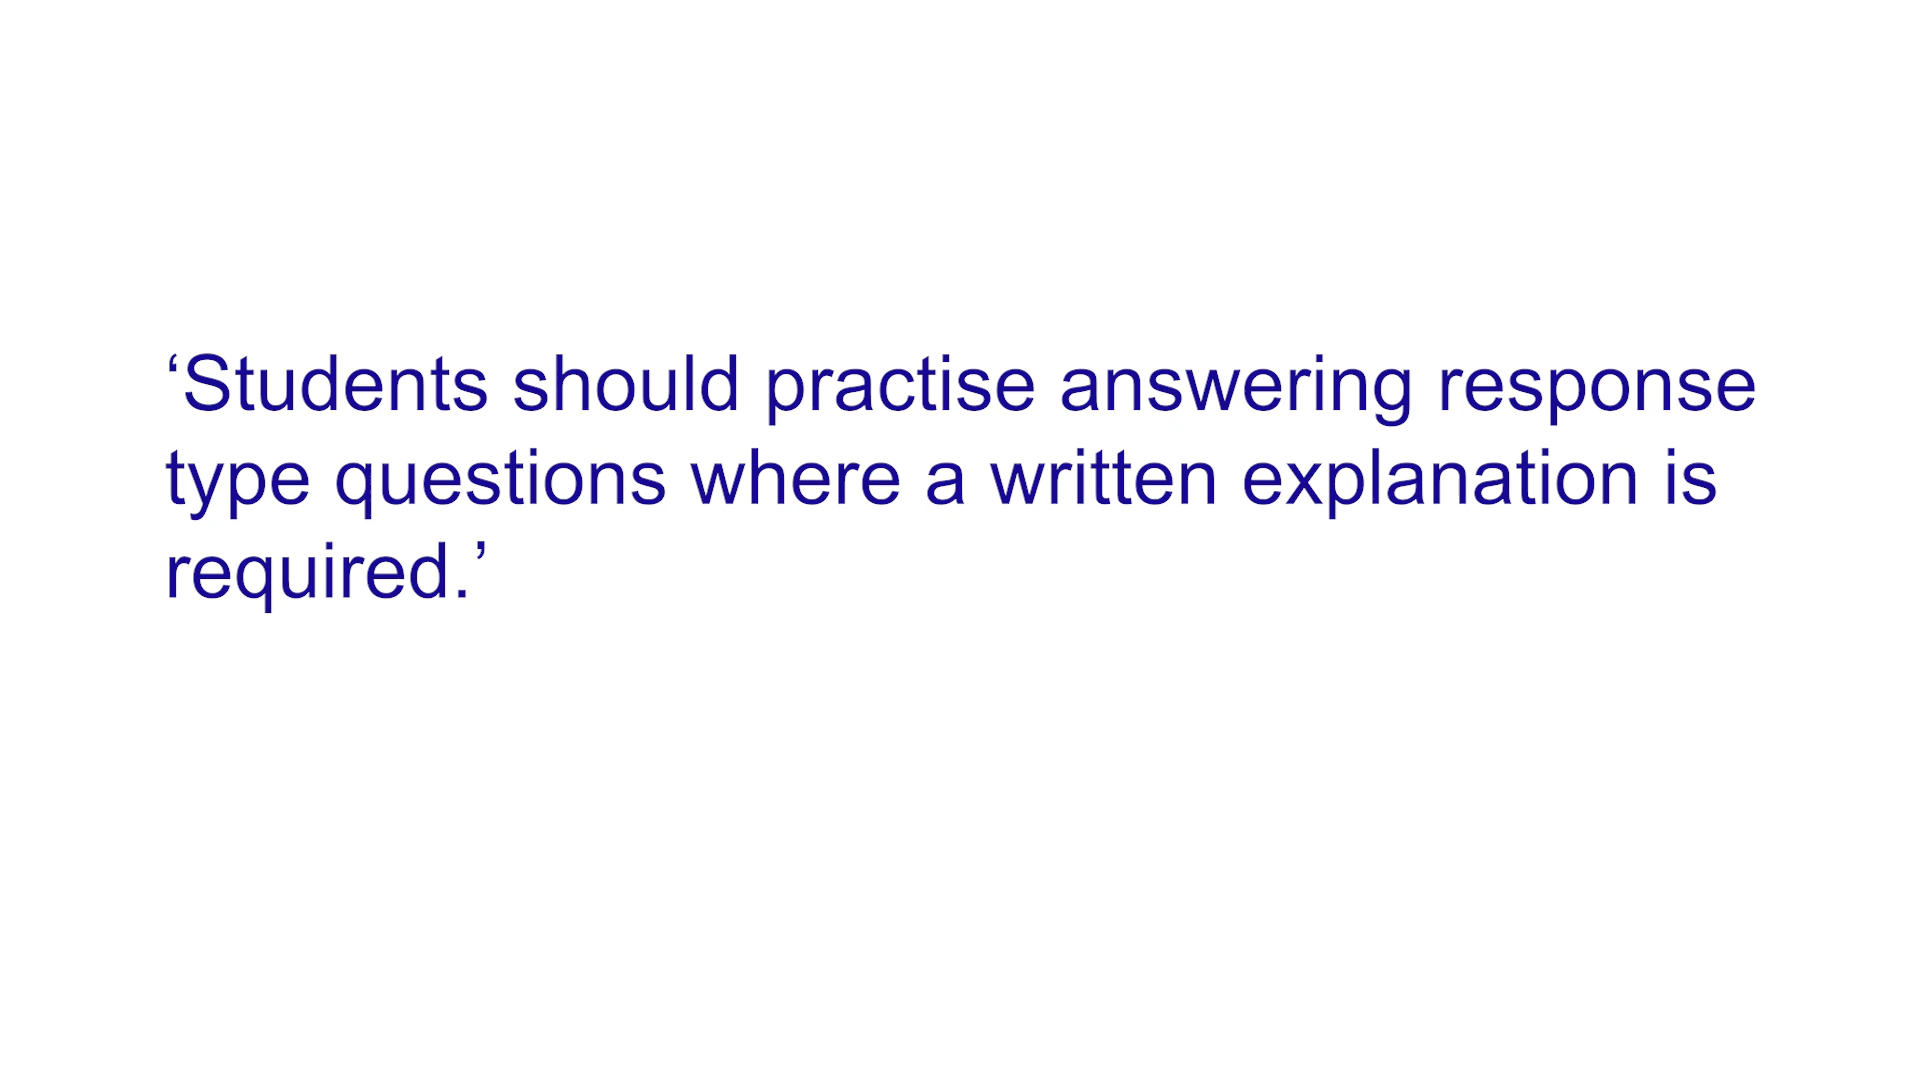 ‘Students should practise answering response
type questions where a written explanation is
required.’